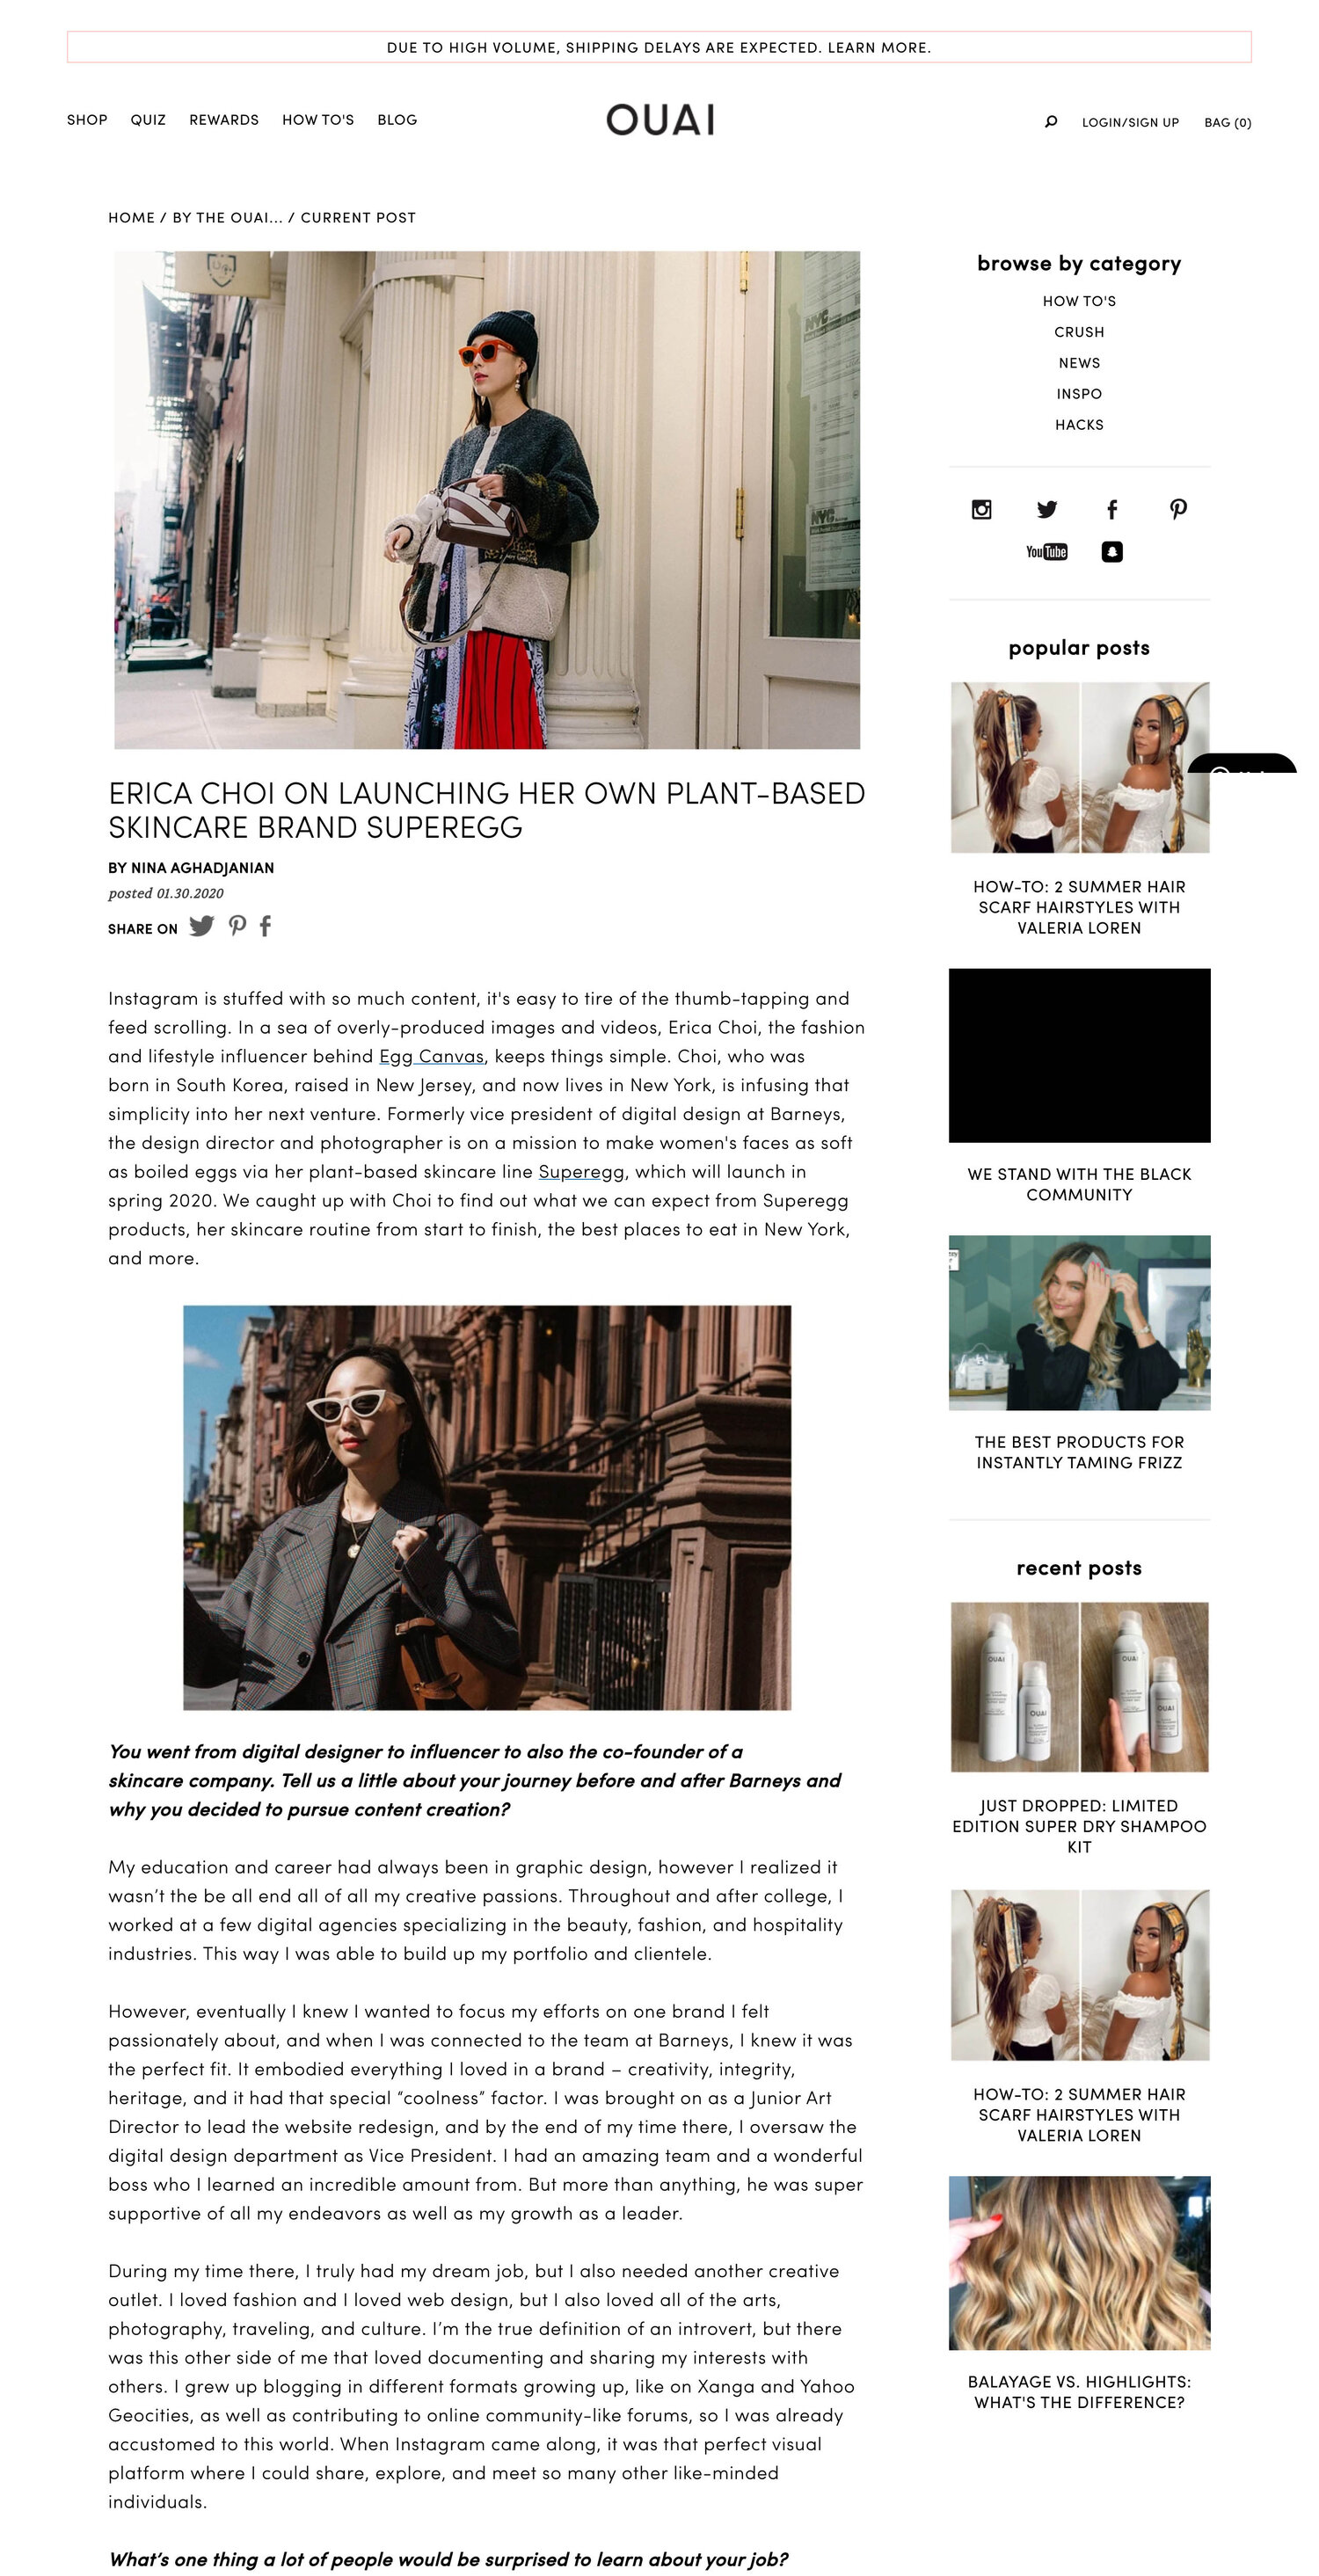 DUE TO HIGH VOLUME, SHIPPING DELAYS ARE EXPECTED. LEARN MORE.
SHOP QUIZ REWARDS HOW TO'S BLOG
OUAI
LOGIN/SIGN UP BAG (0)
HOME / BY THE OUAI... / CURRENT POST
NYC
NYC
ERICA CHOI ON LAUNCHING HER OWN PLANT-BASED
SKINCARE BRAND SUPEREGG
BY NINA AGHADJANIAN
posted 01.30.2020
SHARE ON
Instagram is stuffed with so much content, it's easy to tire of the thumb-tapping and
feed scrolling. In a sea of overly-produced images and videos, Erica Choi, the fashion
and lifestyle influencer behind Egg Canvas, keeps things simple. Choi, who was
born in South Korea, raised in New Jersey, and now lives in New York, is infusing that
simplicity into her next venture. Formerly vice president of digital design at Barneys,
the design director and photographer is on a mission to make women's faces as soft
as boiled eggs via her plant-based skincare line Superegg, which will launch in
spring 2020. We caught up with Choi to find out what we can expect from Superegg
products, her skincare routine from start to finish, the best places to eat in New York,
and more.
You went from digital designer to influencer to also the co-founder of a
skincare company. Tell us a little about your journey before and after Barneys and
why you decided to pursue content creation?
My education and career had always been in graphic design, however I realized it
wasn’t the be all end all of all my creative passions. Throughout and after college, I
worked at a few digital agencies specializing in the beauty, fashion, and hospitality
industries. This way I was able to build up my portfolio and clientele.
However, eventually I knew I wanted to focus my efforts on one brand I felt
passionately about, and when I was connected to the team at Barneys, I knew it was
the perfect fit. It embodied everything I loved in a brand – creativity, integrity,
heritage, and it had that special “coolness” factor. I was brought on as a Junior Art
Director to lead the website redesign, and by the end of my time there, I oversaw the
digital design department as Vice President. I had an amazing team and a wonderful
boss who I learned an incredible amount from. But more than anything, he was super
supportive of all my endeavors as well as my growth as a leader.
During my time there, I truly had my dream job, but I also needed another creative
outlet. I loved fashion and I loved web design, but I also loved all of the arts,
photography, traveling, and culture. I’m the true definition of an introvert, but there
was this other side of me that loved documenting and sharing my interests with
others. I grew up blogging in different formats growing up, like on Xanga and Yahoo
Geocities, as well as contributing to online community-like forums, so I was already
accustomed to this world. When Instagram came along, it was that perfect visual
platform where I could share, explore, and meet so many other like-minded
individuals.
What’s one thing a lot of people would be surprised to learn about your job?
browse by category
HOW TO'S
CRUSH
NEWS
INSPO
HACKS
YouTube
popular posts
HOW-TO: 2 SUMMER HAIR
SCARF HAIRSTYLES WITH
VALERIA LOREN
WE STAND WITH THE BLACK
COMMUNITY
THE BEST PRODUCTS FOR
INSTANTLY TAMING FRIZZ
recent posts
OUAI
OUAI
OUAI
OUAI
JUST DROPPED: LIMITED
EDITION SUPER DRY SHAMPOO
KIT
HOW-TO: 2 SUMMER HAIR
SCARF HAIRSTYLES WITH
VALERIA LOREN
BALAYAGE VS. HIGHLIGHTS:
WHAT'S THE DIFFERENCE?